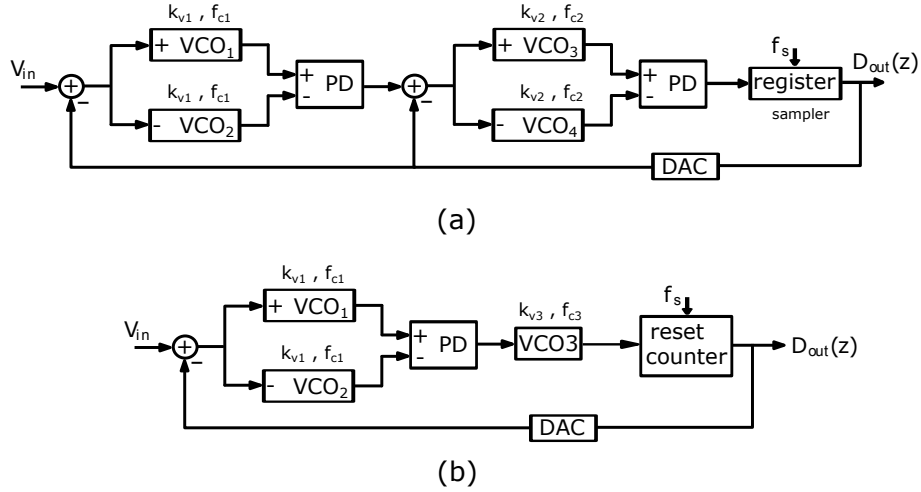 k_v1 , f_c1
+ VCO_1
k_v1 , f_c1
- VCO_2
V_in
+
−
+
-
PD
+
−
k_v2 , f_c2
+ VCO_3
k_v2 , f_c2
- VCO_4
+
-
PD
f_s
register
sampler
D_out(z)
DAC
(a)
k_v1 , f_c1
+ VCO_1
k_v1 , f_c1
- VCO_2
V_in
+
−
+
-
PD
k_v3 , f_c3
VCO3
f_s
reset
counter
D_out(z)
DAC
(b)